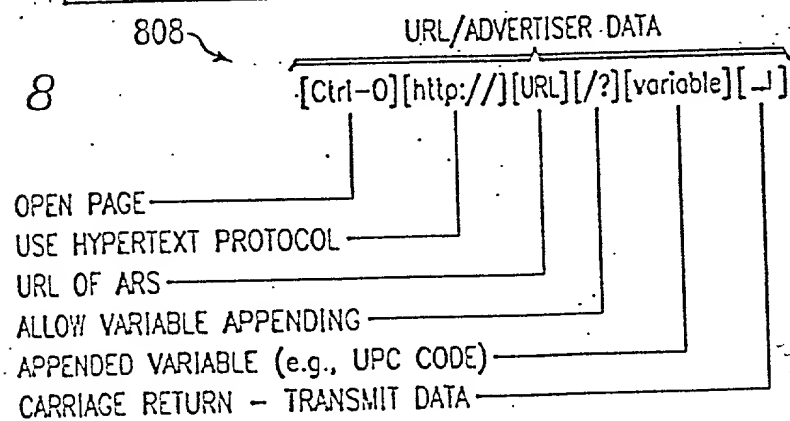 808
URL/ADVERTISER DATA
8
[Ctrl-O][http://][URL][/?][variable][↵]
OPEN PAGE
USE HYPERTEXT PROTOCOL
URL OF ARS
ALLOW VARIABLE APPENDING
APPENDED VARIABLE (e.g., UPC CODE)
CARRIAGE RETURN - TRANSMIT DATA